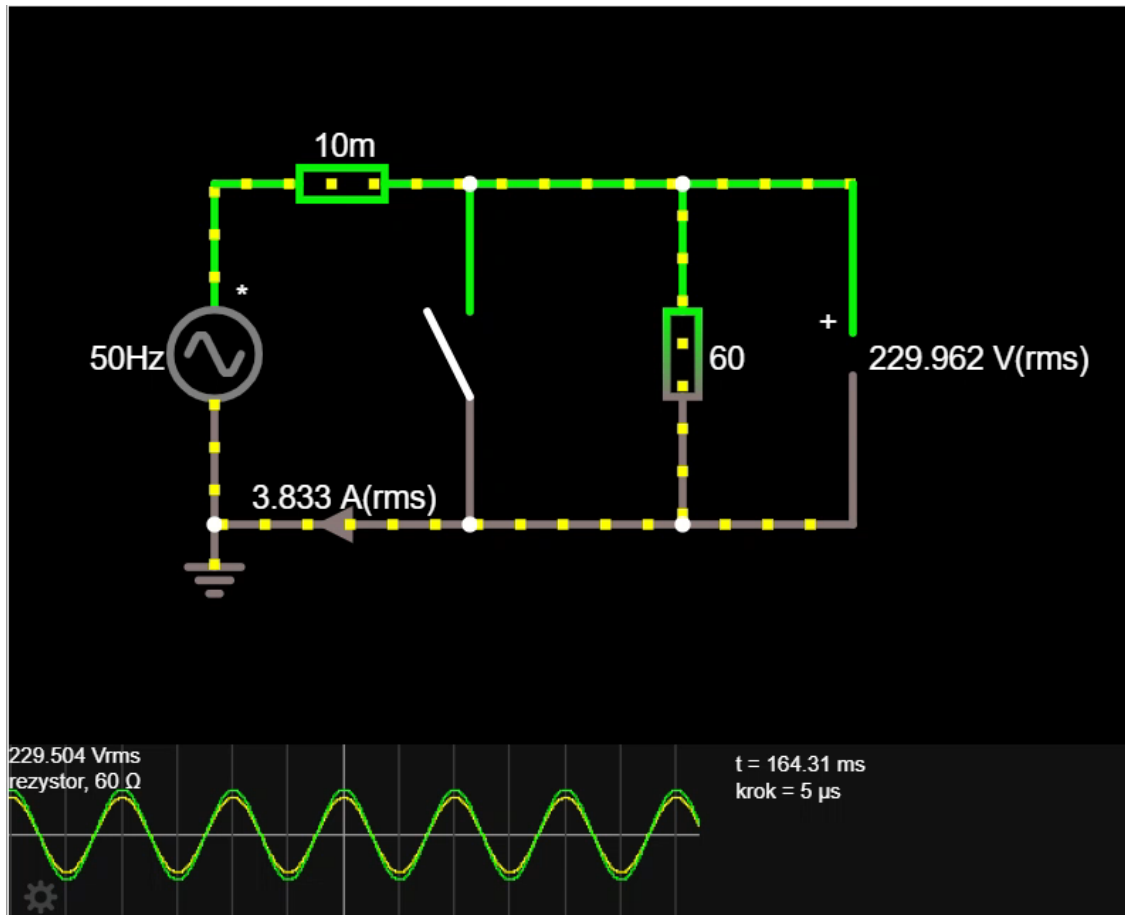 10m
*
50Hz
+
60
229.962 V(rms)
3.833 A(rms)
229.504 Vrms
rezystor, 60 Ω
t = 164.31 ms
krok = 5 μs